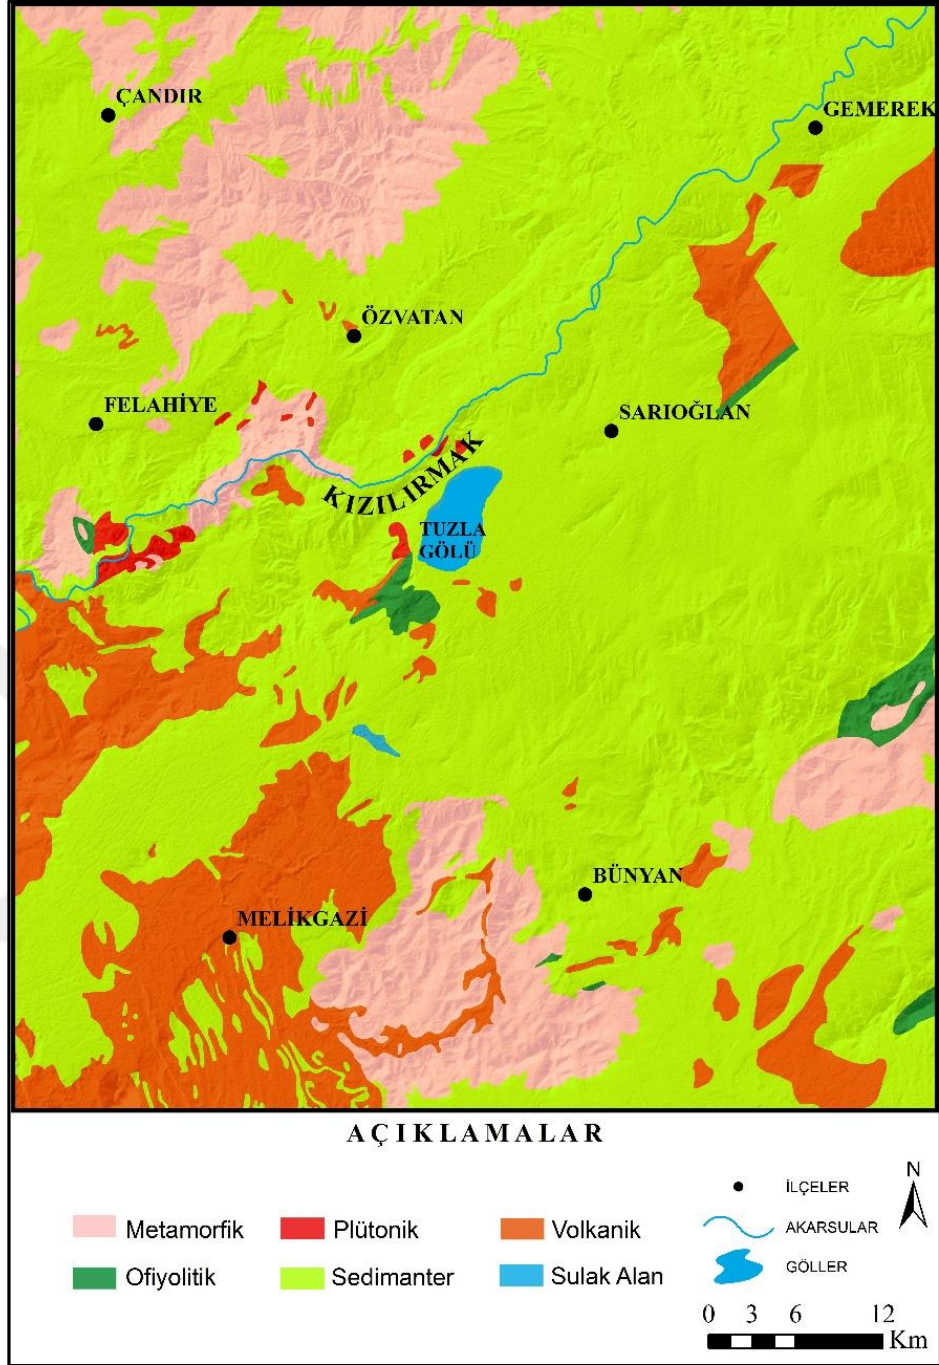 ÇANDIR
GEMEREK
ÖZVATAN
FELAHİYE
SARIOĞLAN
KIZILIRMAK
TUZLA
GÖLÜ
BÜNYAN
MELİKGAZİ
AÇIKLAMALAR
Metamorfik
Plütonik
Volkanik
Ofiyolitik
Sedimanter
Sulak Alan
İLÇELER
AKARSULAR
GÖLLER
N
0 3 6 12
Km